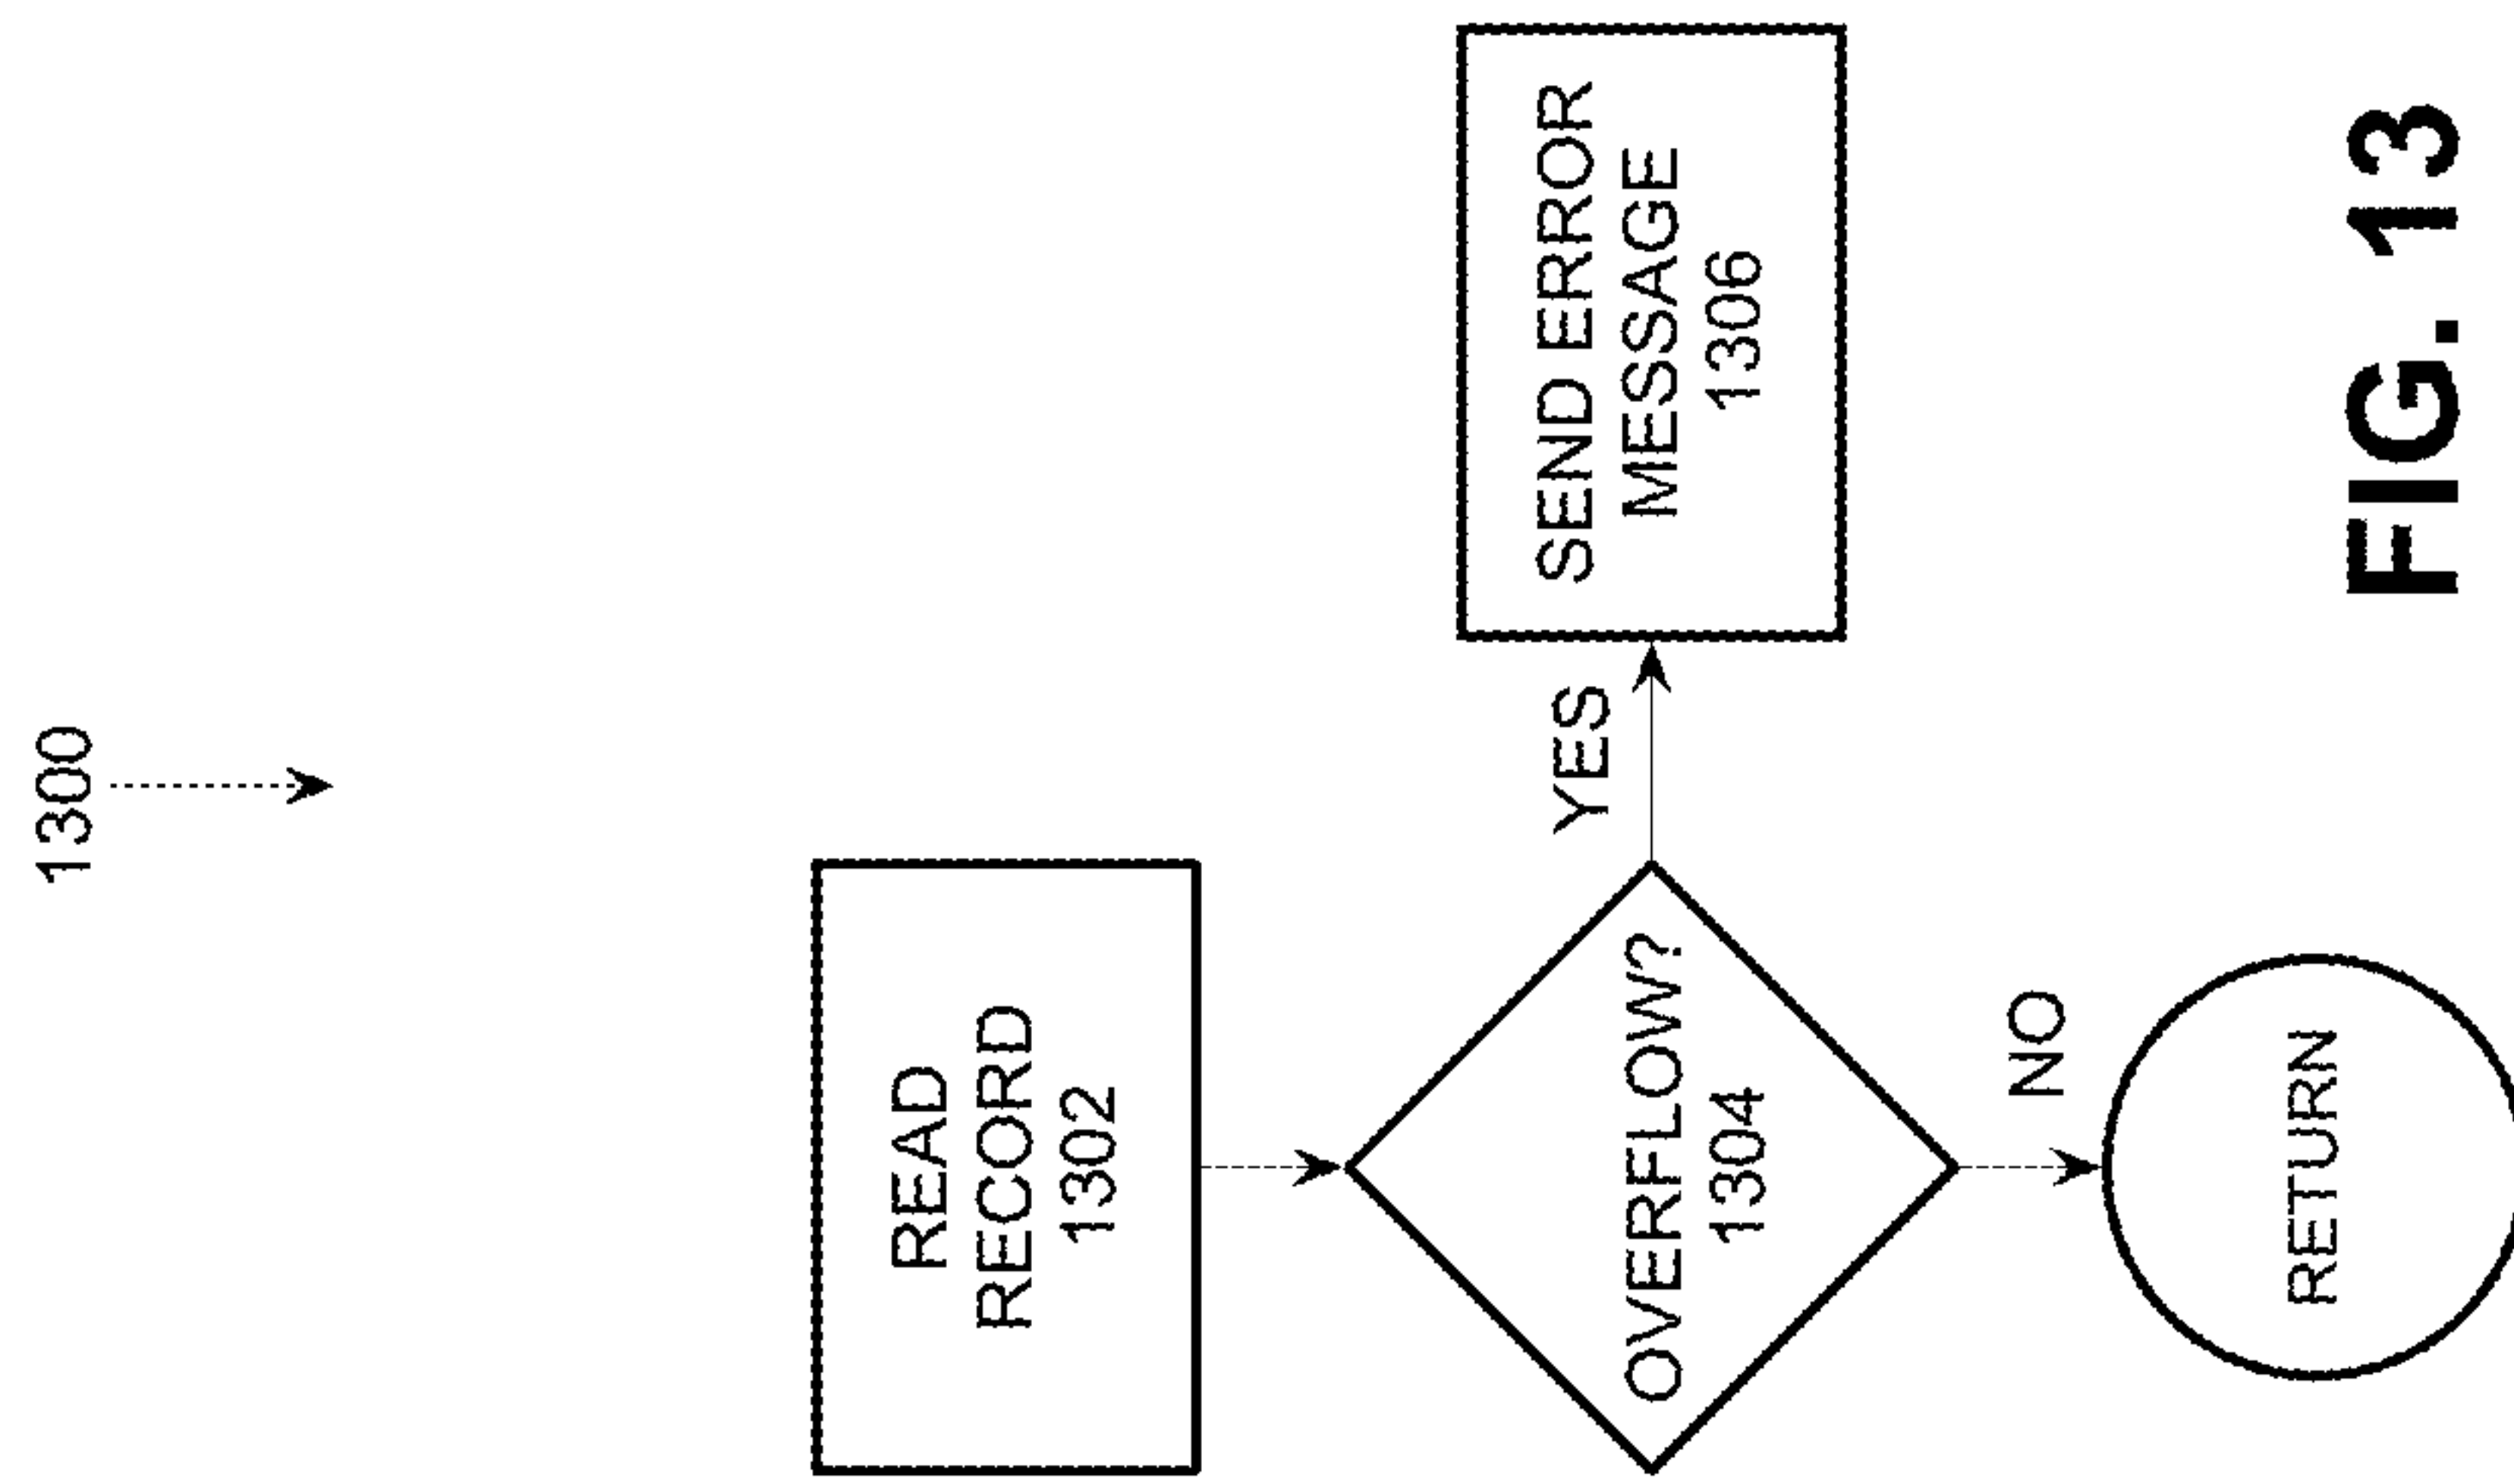 1300
READ
RECORD
1302
OVERFLOW?
1304
YES
SEND ERROR
MESSAGE
1306
NO
RETURN
FIG. 13